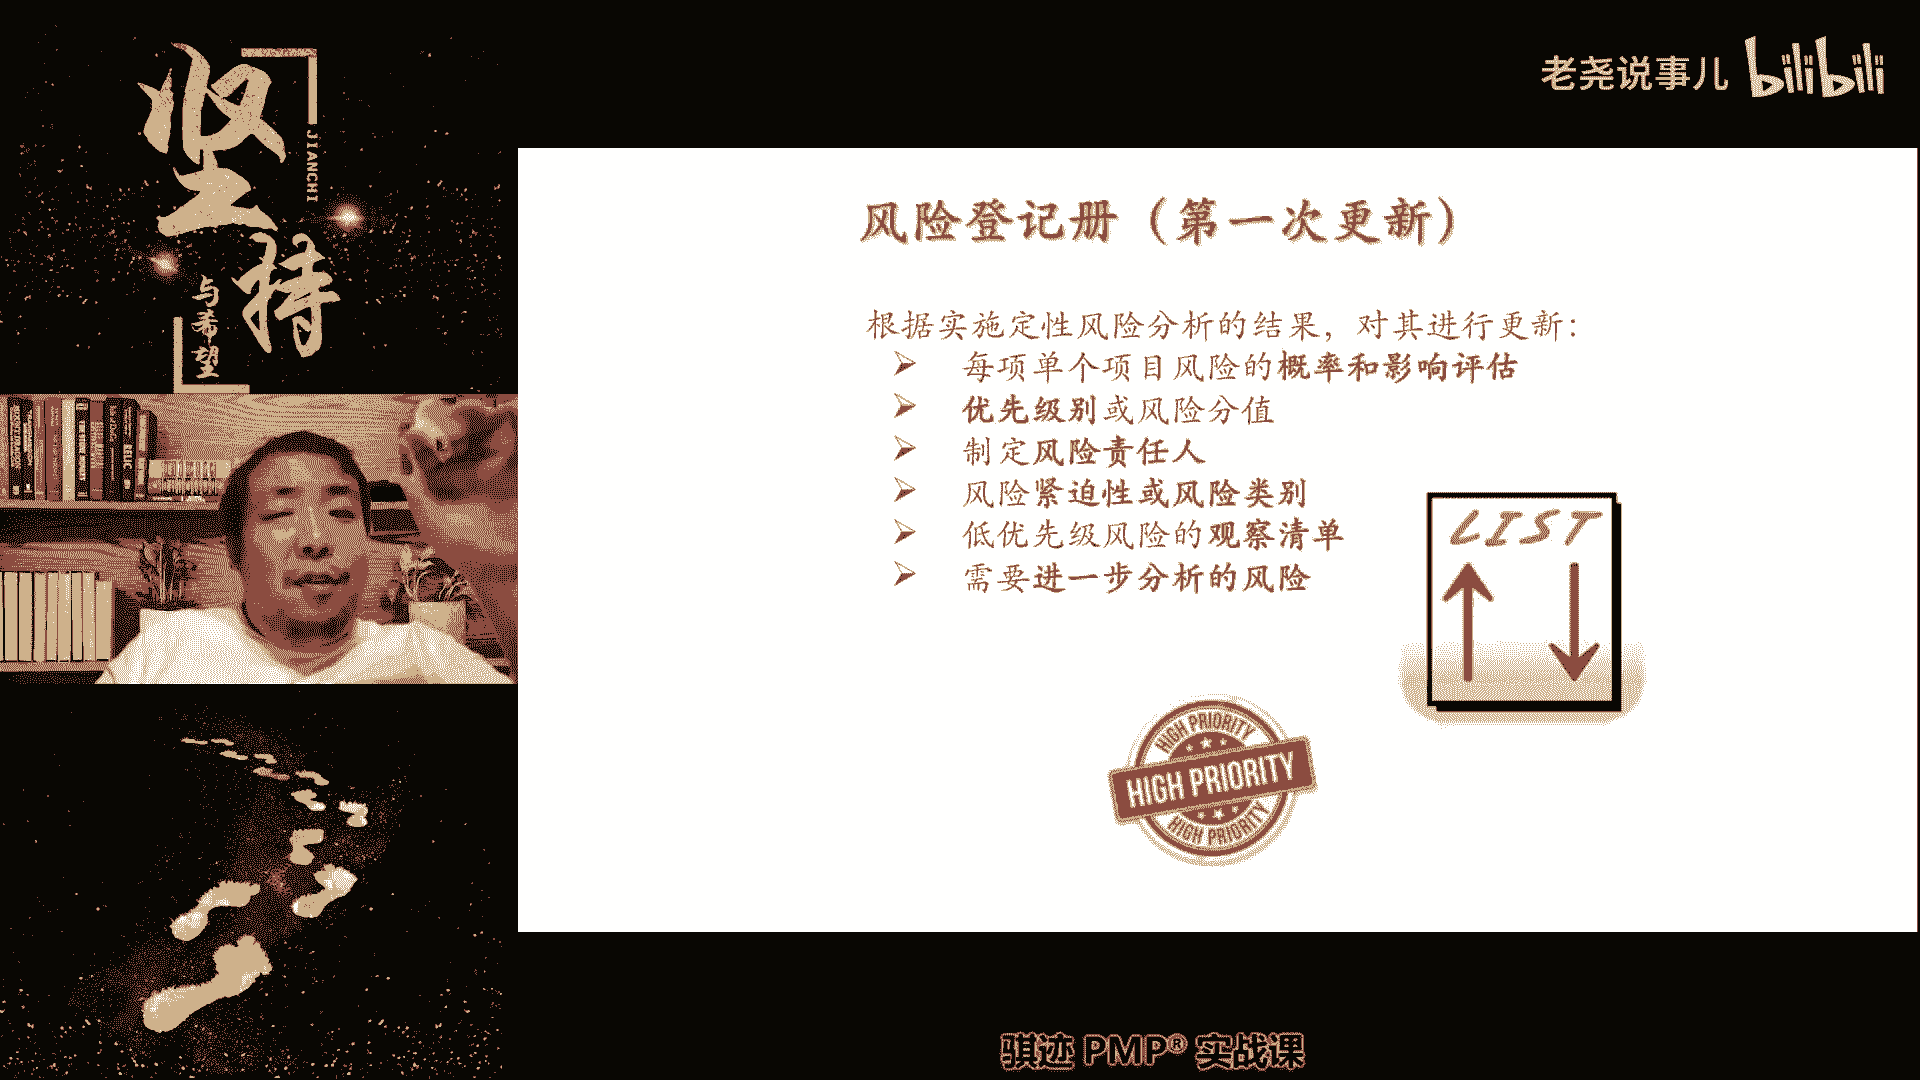 坚持
JIANCHI
与希望
老尧说事儿 bilibili
风险登记册（第一次更新）
根据实施定性风险分析的结果，对其进行更新：
➢ 每项单个项目风险的概率和影响评估
➢ 优先级别或风险分值
➢ 制定风险责任人
➢ 风险紧迫性或风险类别
➢ 低优先级风险的观察清单
➢ 需要进一步分析的风险
LIST
HIGH PRIORITY
HIGH PRIORITY
HIGH PRIORITY
骐迹 PMP® 实战课